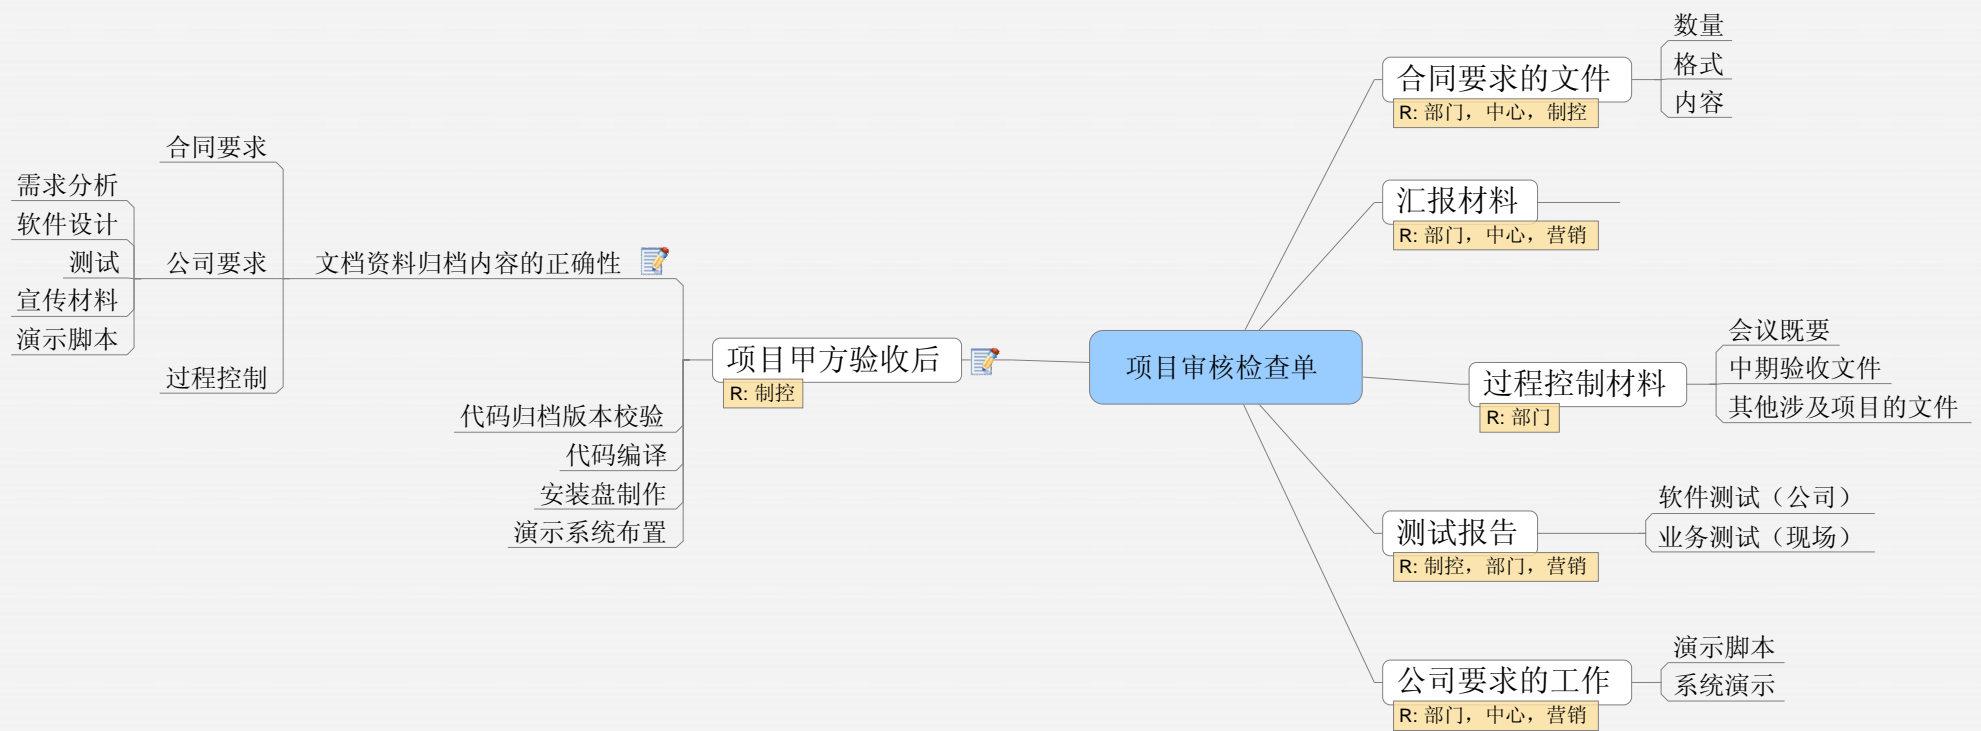 项目审核检查单
合同要求的文件
R: 部门，中心，制控
数量
格式
内容
汇报材料
R: 部门，中心，营销
过程控制材料
R: 部门
会议既要
中期验收文件
其他涉及项目的文件
测试报告
R: 制控，部门，营销
软件测试（公司）
业务测试（现场）
公司要求的工作
R: 部门，中心，营销
演示脚本
系统演示
项目甲方验收后
R: 制控
文档资料归档内容的正确性
合同要求
公司要求
需求分析
软件设计
测试
宣传材料
演示脚本
过程控制
代码归档版本校验
代码编译
安装盘制作
演示系统布置